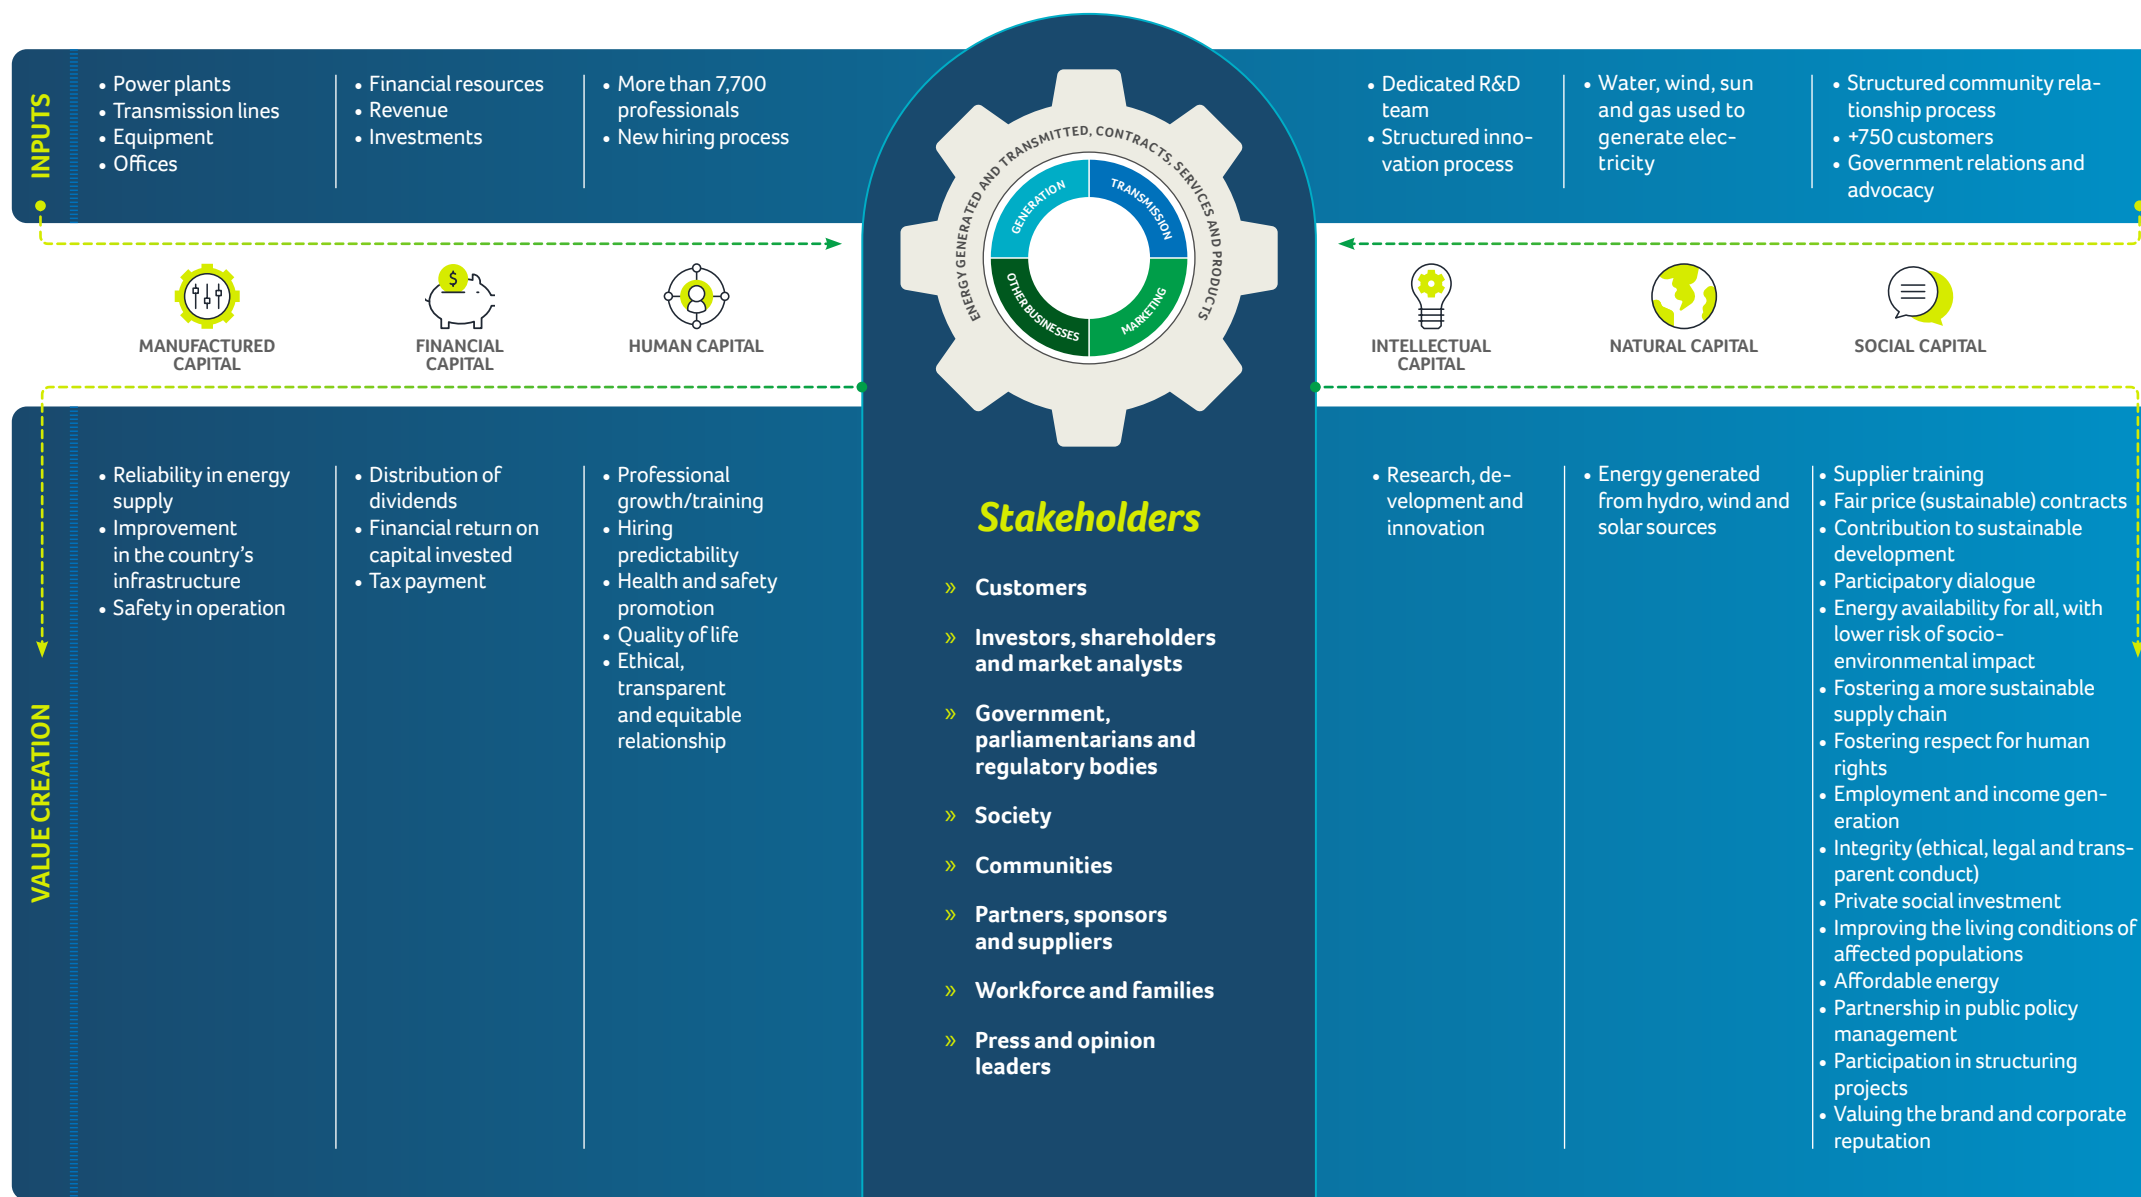 INPUTS
• Power plants
• Transmission lines
• Equipment
• Offices
• Financial resources
• Revenue
• Investments
• More than 7,700
professionals
• New hiring process
ENERGY GENERATED AND TRANSMITTED, CONTRACTS, SERVICES AND PRODUCTS
GENERATION
TRANSMISSION
OTHER BUSINESSES
MARKETING
• Dedicated R&D
team
• Structured inno-
vation process
• Water, wind, sun
and gas used to
generate elec-
tricity
• Structured community rela-
tionship process
• +750 customers
• Government relations and
advocacy
$
MANUFACTURED
CAPITAL
FINANCIAL
CAPITAL
HUMAN CAPITAL
INTELLECTUAL
CAPITAL
NATURAL CAPITAL
SOCIAL CAPITAL
VALUE CREATION
• Reliability in energy
supply
• Improvement
in the country’s
infrastructure
• Safety in operation
• Distribution of
dividends
• Financial return on
capital invested
• Tax payment
• Professional
growth/training
• Hiring
predictability
• Health and safety
promotion
• Quality of life
• Ethical,
transparent
and equitable
relationship
Stakeholders
» Customers
» Investors, shareholders
and market analysts
» Government,
parliamentarians and
regulatory bodies
» Society
» Communities
» Partners, sponsors
and suppliers
» Workforce and families
» Press and opinion
leaders
• Research, de-
velopment and
innovation
• Energy generated
from hydro, wind and
solar sources
• Supplier training
• Fair price (sustainable) contracts
• Contribution to sustainable
development
• Participatory dialogue
• Energy availability for all, with
lower risk of socio-
environmental impact
• Fostering a more sustainable
supply chain
• Fostering respect for human
rights
• Employment and income gen-
eration
• Integrity (ethical, legal and trans-
parent conduct)
• Private social investment
• Improving the living conditions of
affected populations
• Affordable energy
• Partnership in public policy
management
• Participation in structuring
projects
• Valuing the brand and corporate
reputation